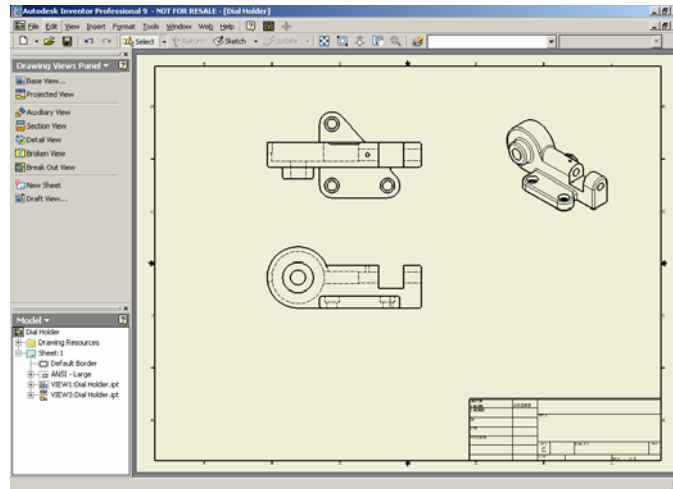 Autodesk Inventor Professional 9 - NOT FOR RESALE - [Dial Holder]
File Edit View Insert Format Tools Window Web Help
Select Return Sketch Update
Drawing Views Panel
Base View...
Projected View
Auxiliary View
Section View
Detail View
Broken View
Break Out View
New Sheet
Draft View...
Model
Dial Holder
Drawing Resources
Sheet:1
Default Border
ANSI - Large
VIEW1:Dial Holder.ipt
VIEW3:Dial Holder.ipt
C